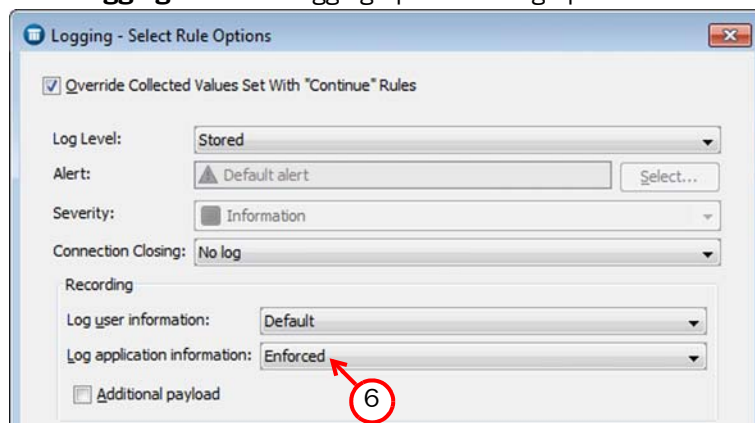 Logging - Select Rule Options
Override Collected Values Set With "Continue" Rules
Log Level: Stored
Alert: Default alert Select...
Severity: Information
Connection Closing: No log
Recording
Log user information: Default
Log application information: Enforced
Additional payload
6